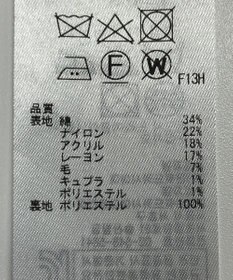 F13H
品質
表地 綿 34%
ナイロン 22%
アクリル 18%
レーヨン 17%
毛 7%
キュプラ 1%
ポリエステル 1%
裏地 ポリエステル 100%